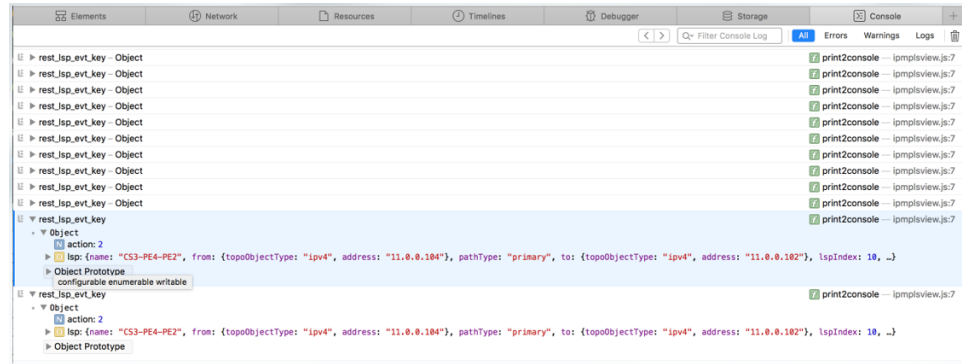 Elements Network Resources Timelines Debugger Storage Console +
Filter Console Log All Errors Warnings Logs
rest_lsp_evt_key – Object print2console — ipmplsview.js:7
rest_lsp_evt_key – Object print2console — ipmplsview.js:7
rest_lsp_evt_key – Object print2console — ipmplsview.js:7
rest_lsp_evt_key – Object print2console — ipmplsview.js:7
rest_lsp_evt_key – Object print2console — ipmplsview.js:7
rest_lsp_evt_key – Object print2console — ipmplsview.js:7
rest_lsp_evt_key – Object print2console — ipmplsview.js:7
rest_lsp_evt_key – Object print2console — ipmplsview.js:7
rest_lsp_evt_key – Object print2console — ipmplsview.js:7
rest_lsp_evt_key – Object print2console — ipmplsview.js:7
rest_lsp_evt_key print2console — ipmplsview.js:7
Object
N action: 2
O lsp: {name: "CS3-PE4-PE2", from: {topoObjectType: "ipv4", address: "11.0.0.104"}, pathType: "primary", to: {topoObjectType: "ipv4", address: "11.0.0.102"}, lspIndex: 10, …}
Object Prototype
configurable enumerable writable
rest_lsp_evt_key print2console — ipmplsview.js:7
Object
N action: 2
O lsp: {name: "CS3-PE4-PE2", from: {topoObjectType: "ipv4", address: "11.0.0.104"}, pathType: "primary", to: {topoObjectType: "ipv4", address: "11.0.0.102"}, lspIndex: 10, …}
Object Prototype